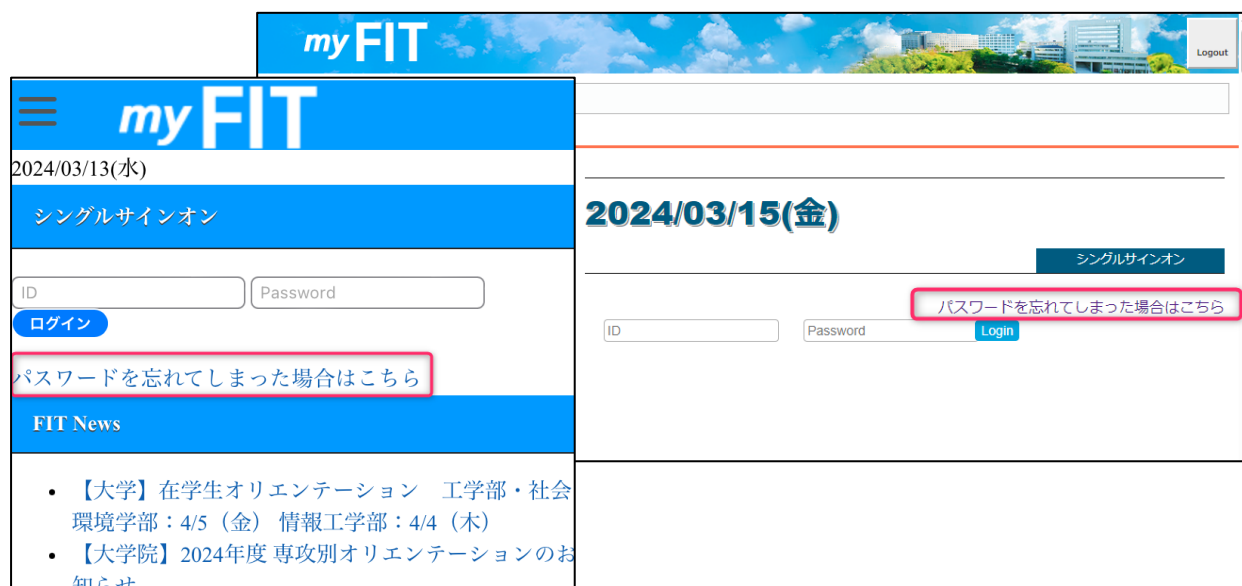 my FIT
Logout
my FIT
2024/03/13(水)
シングルサインオン
ID
Password
ログイン
パスワードを忘れてしまった場合はこちら
FIT News
• 【大学】在学生オリエンテーション　工学部・社会
環境学部：4/5（金） 情報工学部：4/4（木）
• 【大学院】2024年度 専攻別オリエンテーションのお
知らせ
2024/03/15(金)
シングルサインオン
パスワードを忘れてしまった場合はこちら
ID
Password
Login